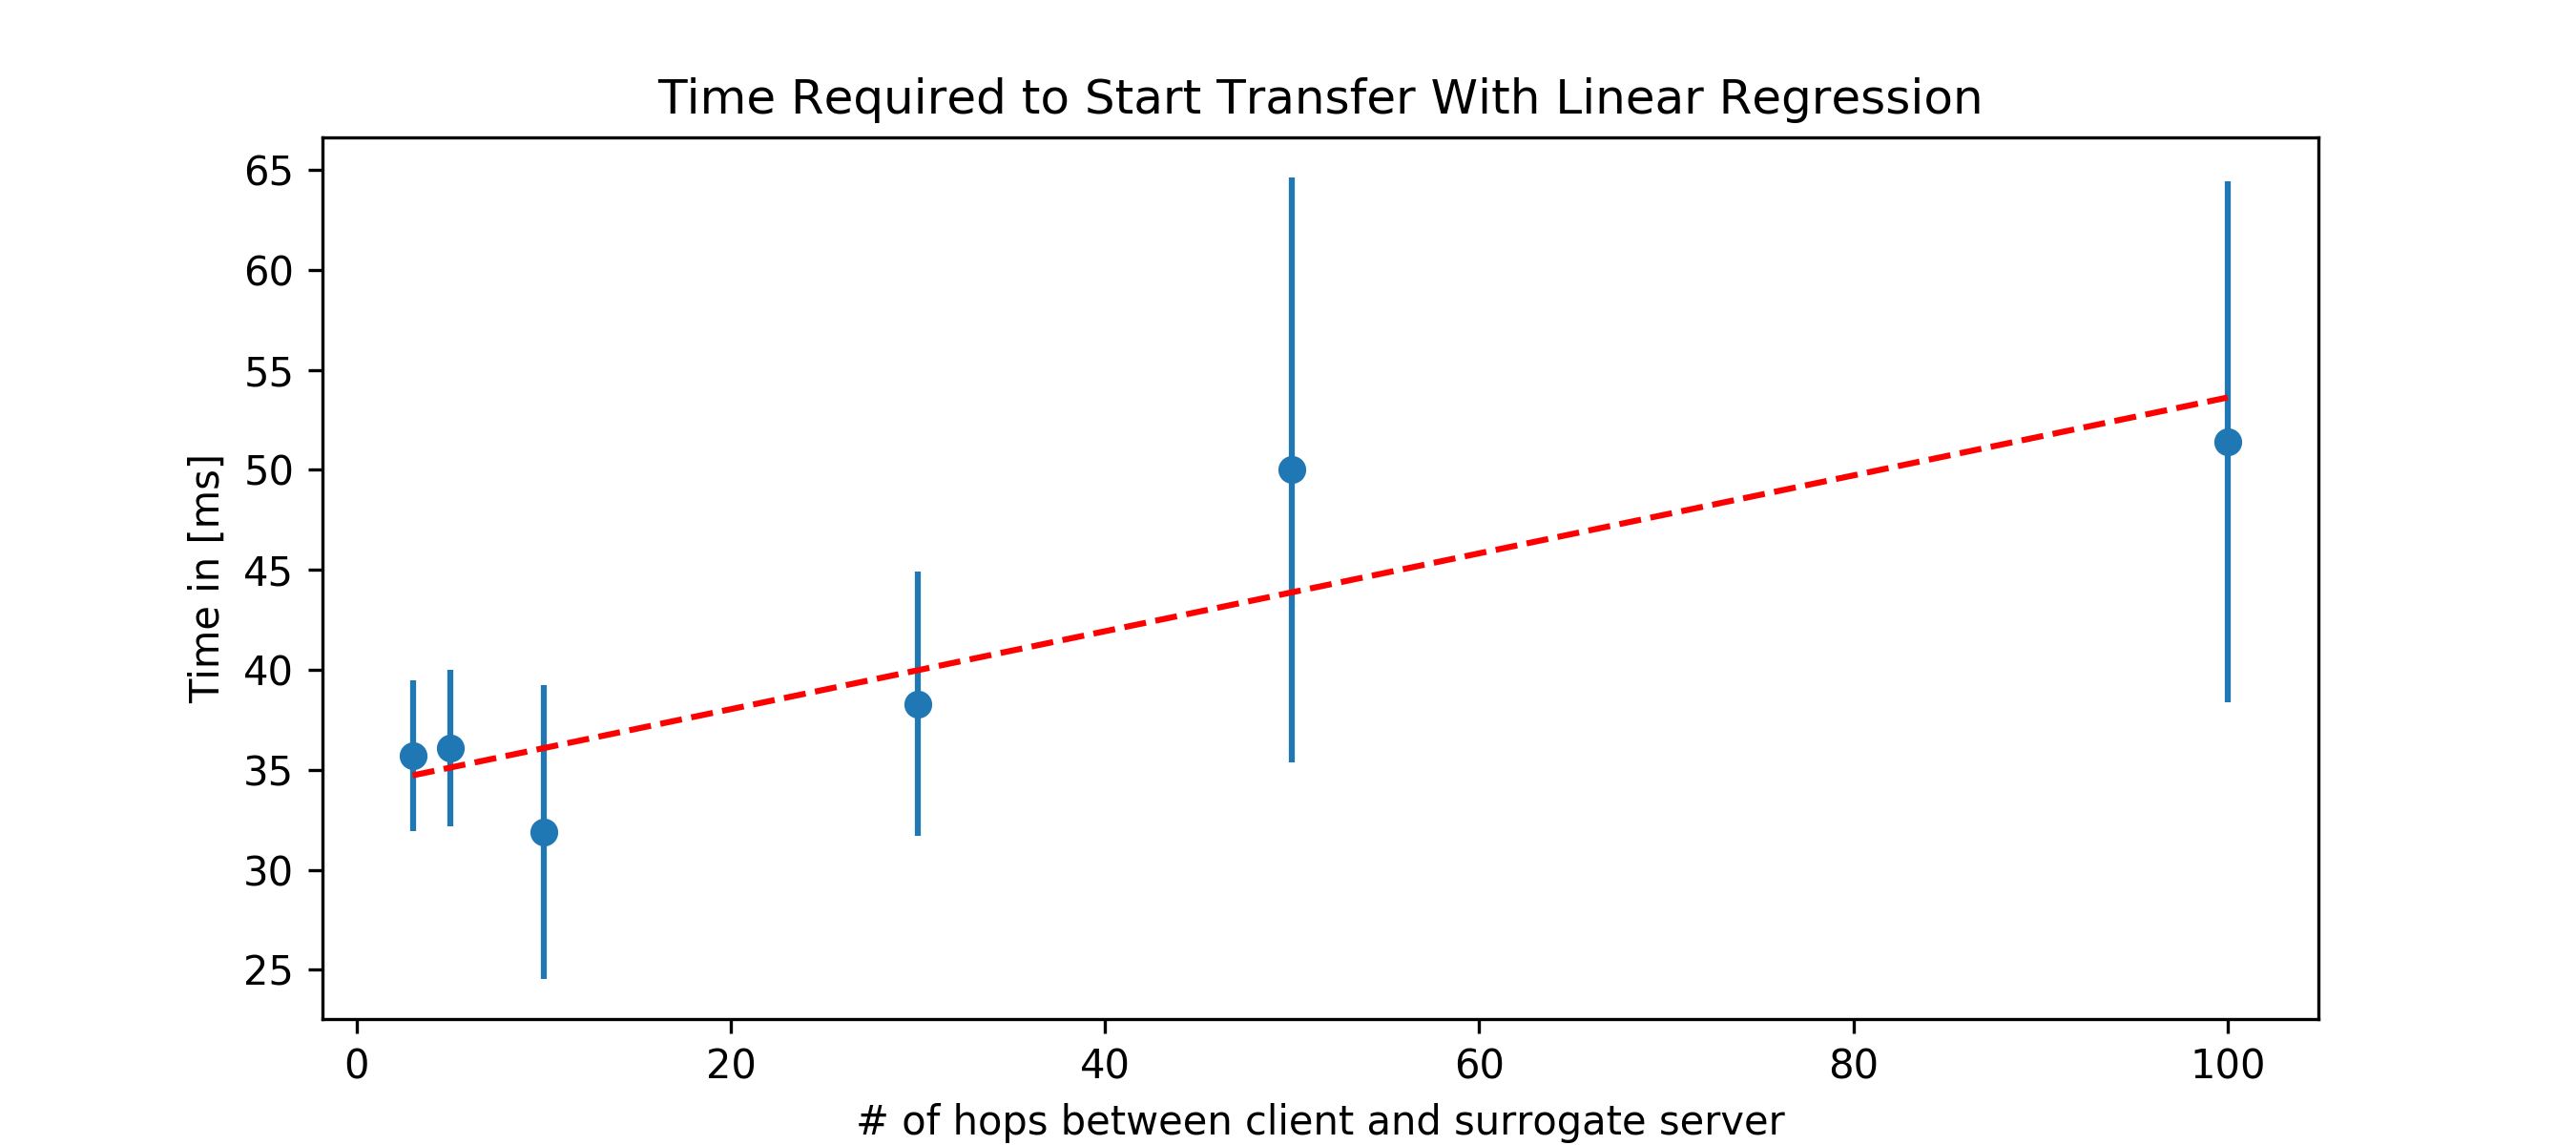 Time Required to Start Transfer With Linear Regression
65
60
55
50
45
40
35
30
25
Time in [ms]
0 20 40 60 80 100
# of hops between client and surrogate server